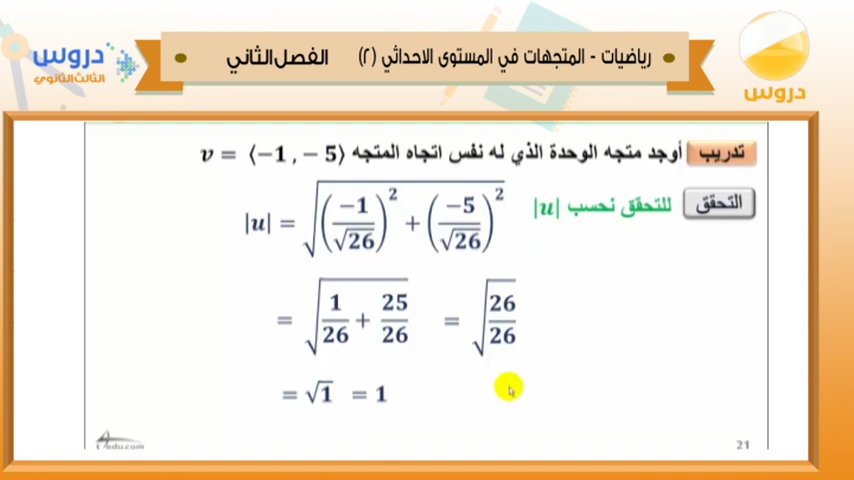 دروس
الثالث الثانوي
رياضيات - المتجهات في المستوى الاحداثي (٢) الفصل الثاني
دروس
تدريب أوجد متجه الوحدة الذي له نفس اتجاه المتجه v = ⟨−1 , − 5⟩
التحقق للتحقق نحسب |u| |u| = √((−1/√26)² + (−5/√26)²)
= √(1/26 + 25/26) = √(26/26)
= √1 = 1
21